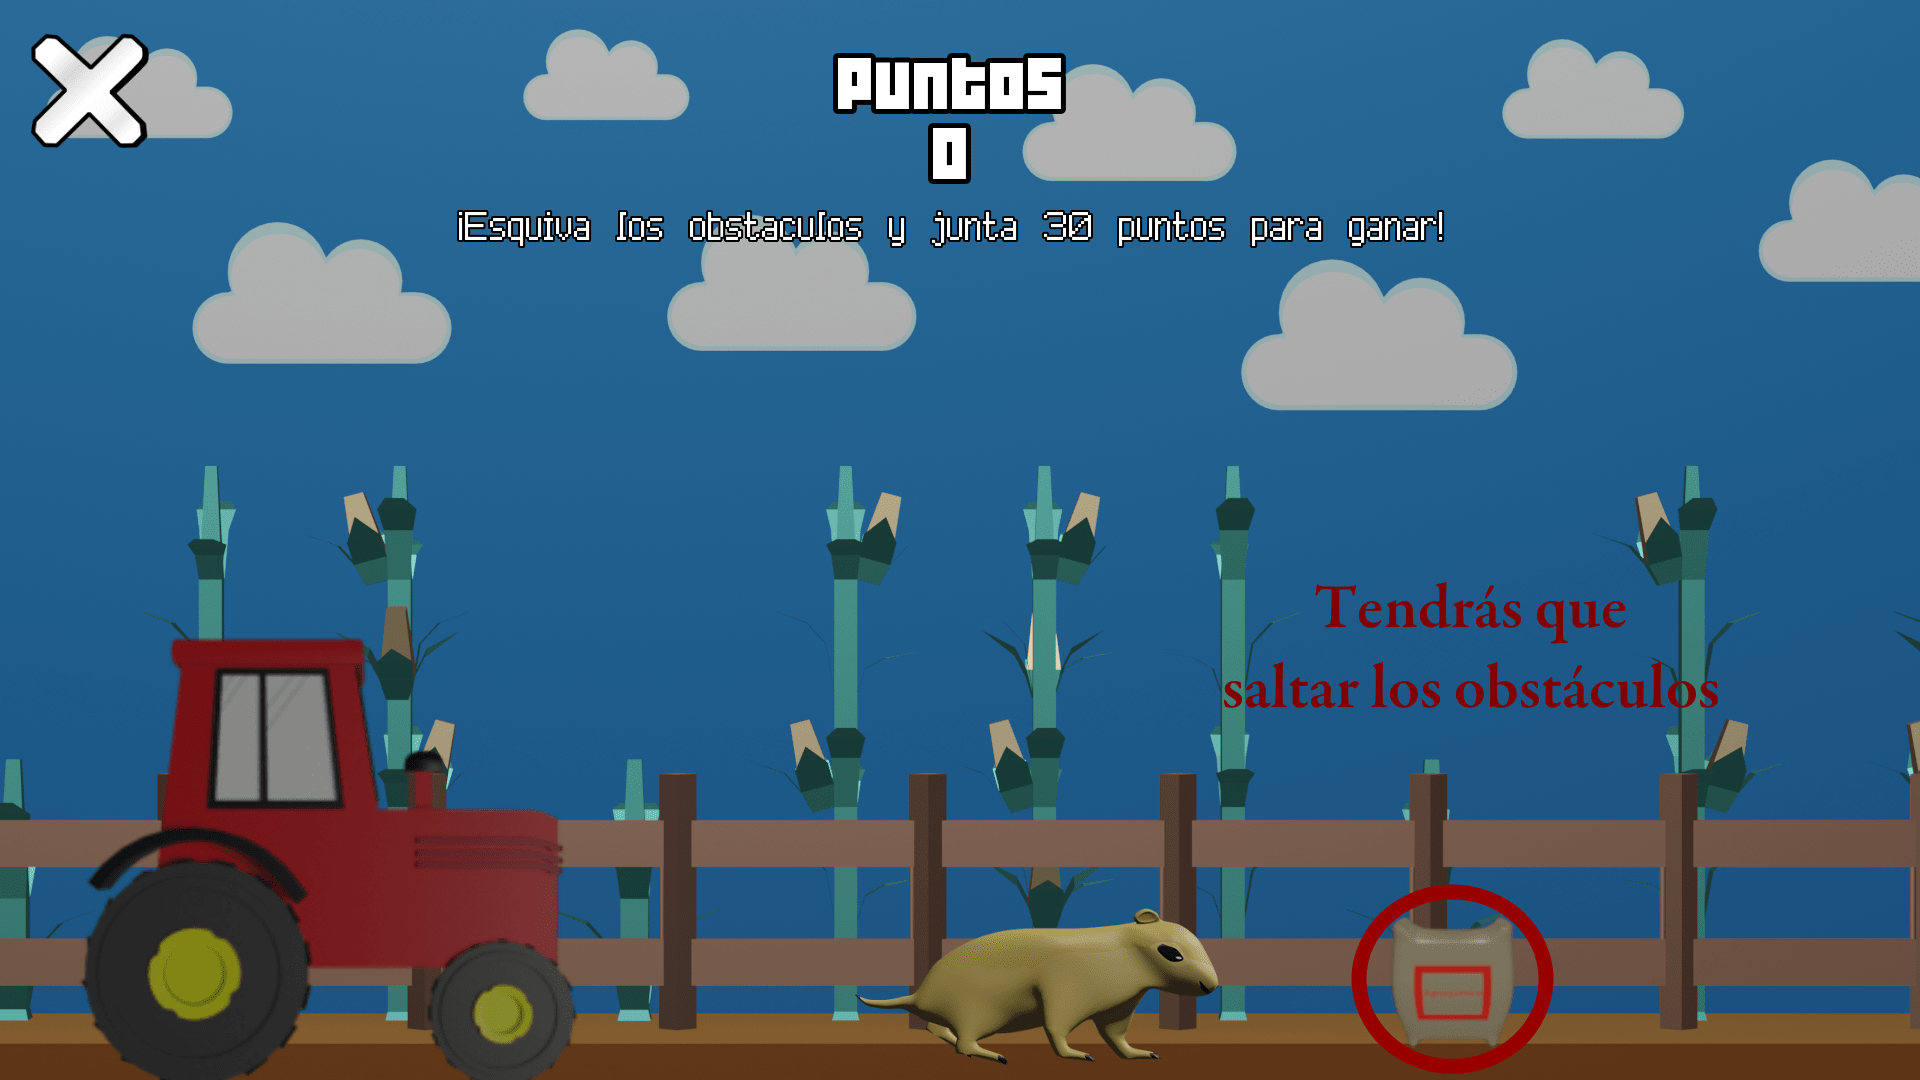 Puntos
0
¡Esquiva los obstaculos y junta 30 puntos para ganar!
Tendrás que
saltar los obstáculos